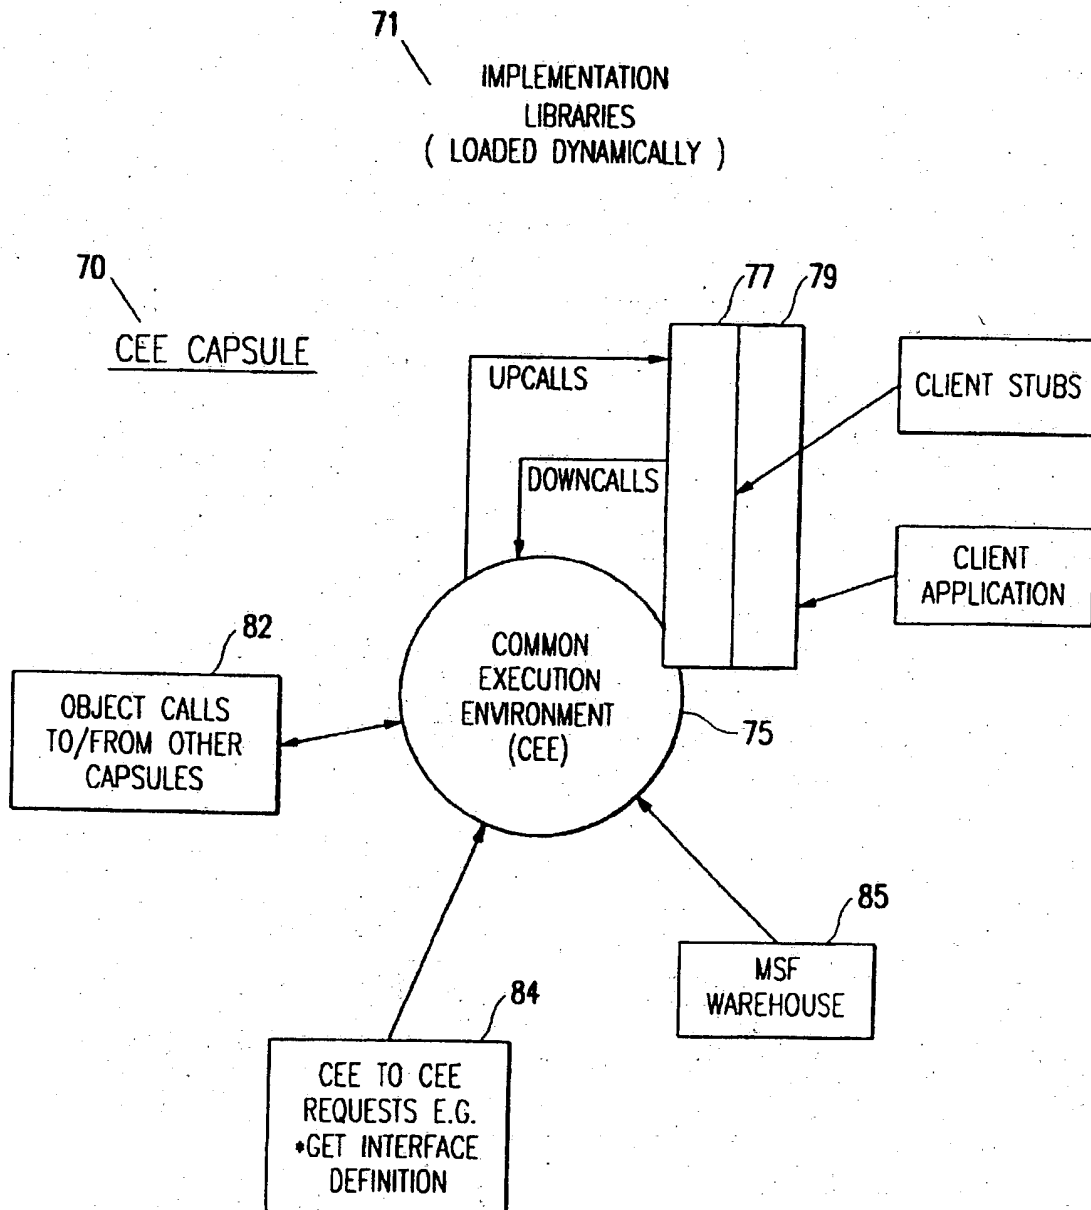 71
IMPLEMENTATION
LIBRARIES
( LOADED DYNAMICALLY )
70
CEE CAPSULE
77
79
UPCALLS
CLIENT STUBS
DOWNCALLS
CLIENT
APPLICATION
82
OBJECT CALLS
TO/FROM OTHER
CAPSULES
COMMON
EXECUTION
ENVIRONMENT
(CEE)
75
85
MSF
WAREHOUSE
84
CEE TO CEE
REQUESTS E.G.
*GET INTERFACE
DEFINITION